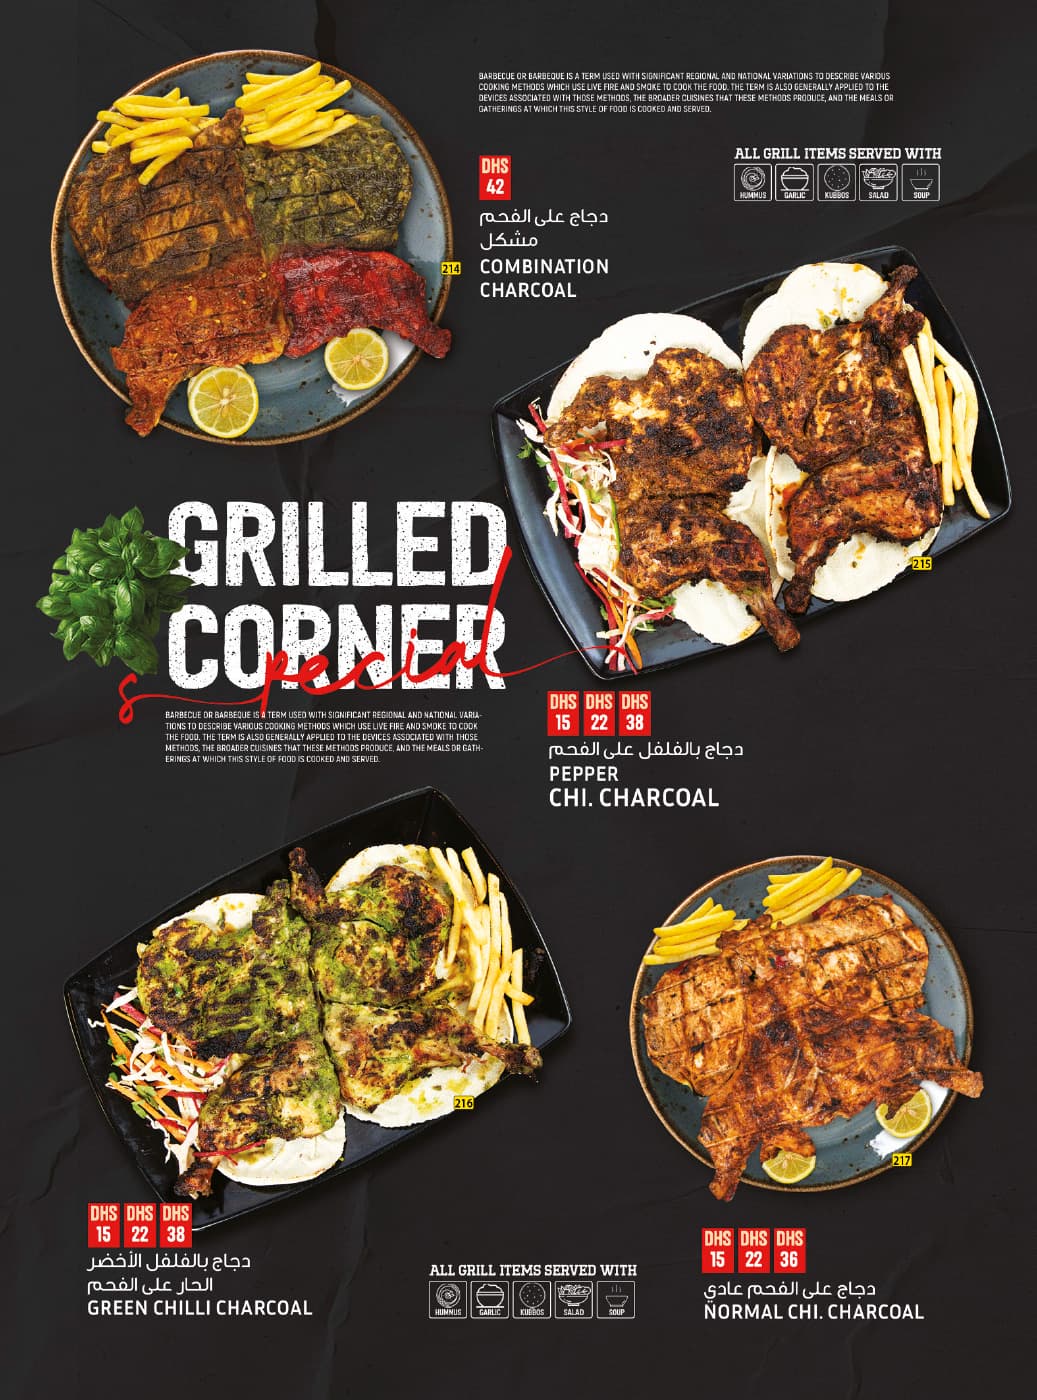 BARBECUE OR BARBEQUE IS A TERM USED WITH SIGNIFICANT REGIONAL AND NATIONAL VARIATIONS TO DESCRIBE VARIOUS
COOKING METHODS WHICH USE LIVE FIRE AND SMOKE TO COOK THE FOOD. THE TERM IS ALSO GENERALLY APPLIED TO THE
DEVICES ASSOCIATED WITH THOSE METHODS, THE BROADER CUISINES THAT THESE METHODS PRODUCE, AND THE MEALS OR
GATHERINGS AT WHICH THIS STYLE OF FOOD IS COOKED AND SERVED.
ALL GRILL ITEMS SERVED WITH
HUMMUS GARLIC KUBBOS SALAD SOUP
DHS
42
دجاج على الفحم
مشكل
COMBINATION
CHARCOAL
214
215
GRILLED
CORNER
special
BARBECUE OR BARBEQUE IS A TERM USED WITH SIGNIFICANT REGIONAL AND NATIONAL VARIA-
TIONS TO DESCRIBE VARIOUS COOKING METHODS WHICH USE LIVE FIRE AND SMOKE TO COOK
THE FOOD. THE TERM IS ALSO GENERALLY APPLIED TO THE DEVICES ASSOCIATED WITH THOSE
METHODS, THE BROADER CUISINES THAT THESE METHODS PRODUCE, AND THE MEALS OR GATH-
ERINGS AT WHICH THIS STYLE OF FOOD IS COOKED AND SERVED.
DHS DHS DHS
15 22 38
دجاج بالفلفل على الفحم
PEPPER
CHI. CHARCOAL
216
217
DHS DHS DHS
15 22 38
دجاج بالفلفل الأخضر
الحار على الفحم
GREEN CHILLI CHARCOAL
ALL GRILL ITEMS SERVED WITH
HUMMUS GARLIC KUBBOS SALAD SOUP
DHS DHS DHS
15 22 36
دجاج على الفحم عادي
NORMAL CHI. CHARCOAL